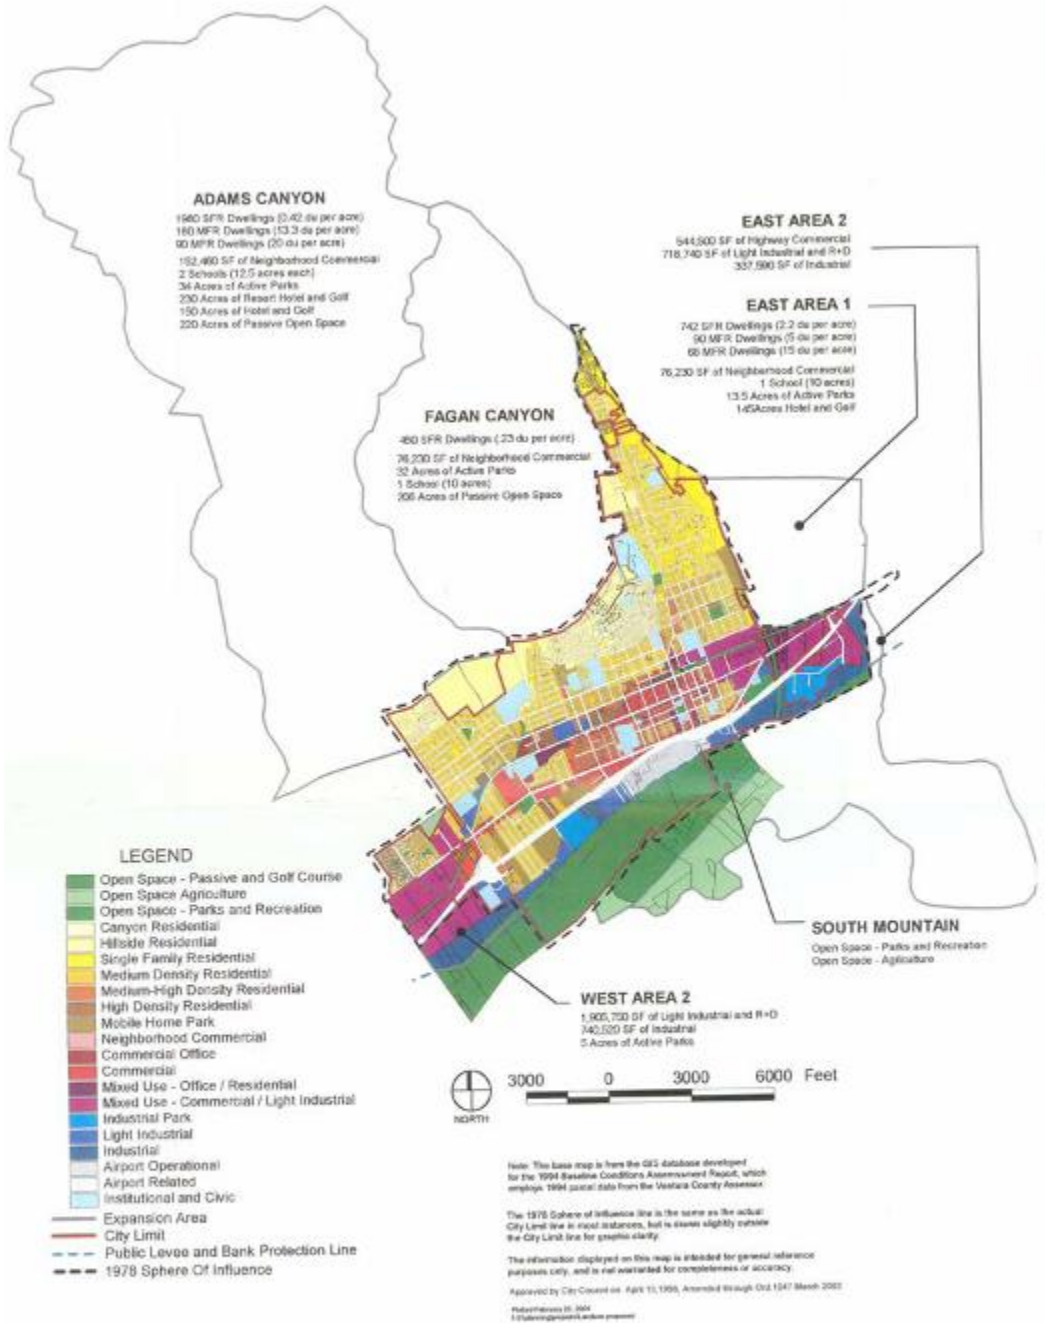 ADAMS CANYON
1980 SFR Dwellings (0.42 du per acre)
180 MFR Dwellings (13.3 du per acre)
90 MFR Dwellings (20 du per acre)
152,460 SF of Neighborhood Commercial
2 Schools (12.5 acres each)
34 Acres of Active Parks
230 Acres of Resort Hotel and Golf
150 Acres of Hotel and Golf
220 Acres of Passive Open Space
EAST AREA 2
544,500 SF of Highway Commercial
718,740 SF of Light Industrial and R+D
337,590 SF of Industrial
EAST AREA 1
742 SFR Dwellings (2.2 du per acre)
90 MFR Dwellings (5 du per acre)
68 MFR Dwellings (15 du per acre)
76,230 SF of Neighborhood Commercial
1 School (10 acres)
13.5 Acres of Active Parks
145Acres Hotel and Golf
FAGAN CANYON
450 SFR Dwellings (.23 du per acre)
76,230 SF of Neighborhood Commercial
32 Acres of Active Parks
1 School (10 acres)
206 Acres of Passive Open Space
SOUTH MOUNTAIN
Open Space - Parks and Recreation
Open Space - Agriculture
WEST AREA 2
1,905,750 SF of Light Industrial and R+D
740,520 SF of Industrial
5 Acres of Active Parks
LEGEND
Open Space - Passive and Golf Course
Open Space Agriculture
Open Space - Parks and Recreation
Canyon Residential
Hillside Residential
Single Family Residential
Medium Density Residential
Medium-High Density Residential
High Density Residential
Mobile Home Park
Neighborhood Commercial
Commercial Office
Commercial
Mixed Use - Office / Residential
Mixed Use - Commercial / Light Industrial
Industrial Park
Light Industrial
Industrial
Airport Operational
Airport Related
Institutional and Civic
Expansion Area
City Limit
Public Levee and Bank Protection Line
1978 Sphere Of Influence
NORTH
3000 0 3000 6000 Feet
Note: The base map is from the GIS database developed
for the 1994 Baseline Conditions Assessment Report, which
employs 1994 parcel data from the Ventura County Assessor.
The 1978 Sphere of Influence line is the same as the actual
City Limit line in most instances, but is drawn slightly outside
the City Limit line for graphic clarity.
The information displayed on this map is intended for general reference
purposes only, and is not warranted for completeness or accuracy.
Approved by City Council on April 13, 1998, Amended through Ord 1047 March 2003